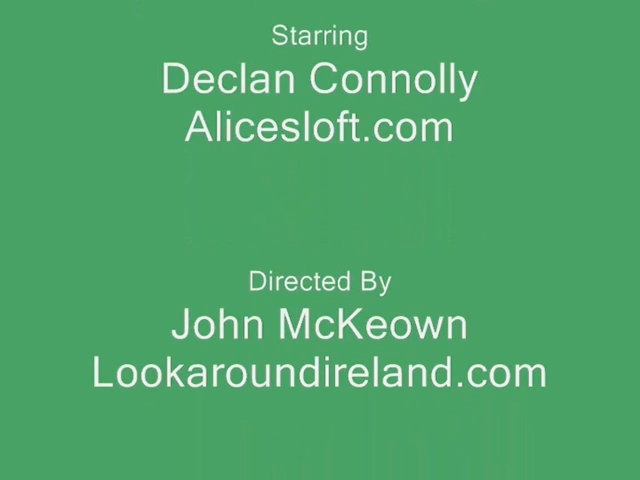 Starring
Declan Connolly
Alicesloft.com
Directed By
John McKeown
Lookaroundireland.com